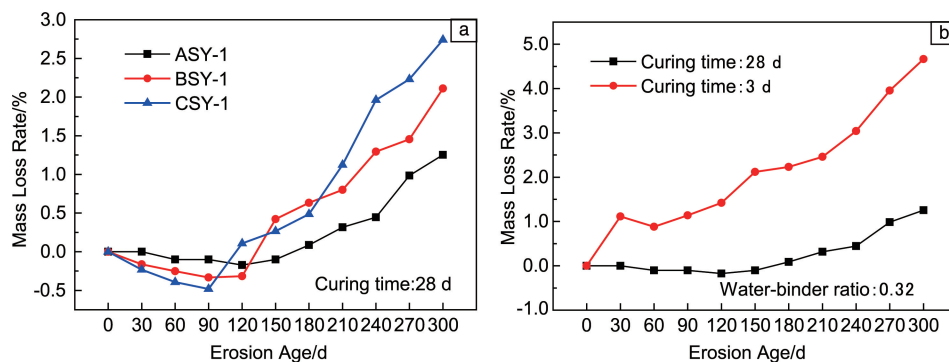 a
ASY-1
BSY-1
CSY-1
Curing time:28 d
3.0
2.5
2.0
1.5
1.0
0.5
0.0
-0.5
Mass Loss Rate/%
0 30 60 90 120 150 180 210 240 270 300
Erosion Age/d
b
Curing time:28 d
Curing time:3 d
Water-binder ratio:0.32
5.0
4.0
3.0
2.0
1.0
0.0
-1.0
Mass Loss Rate/%
0 30 60 90 120 150 180 210 240 270 300
Erosion Age/d